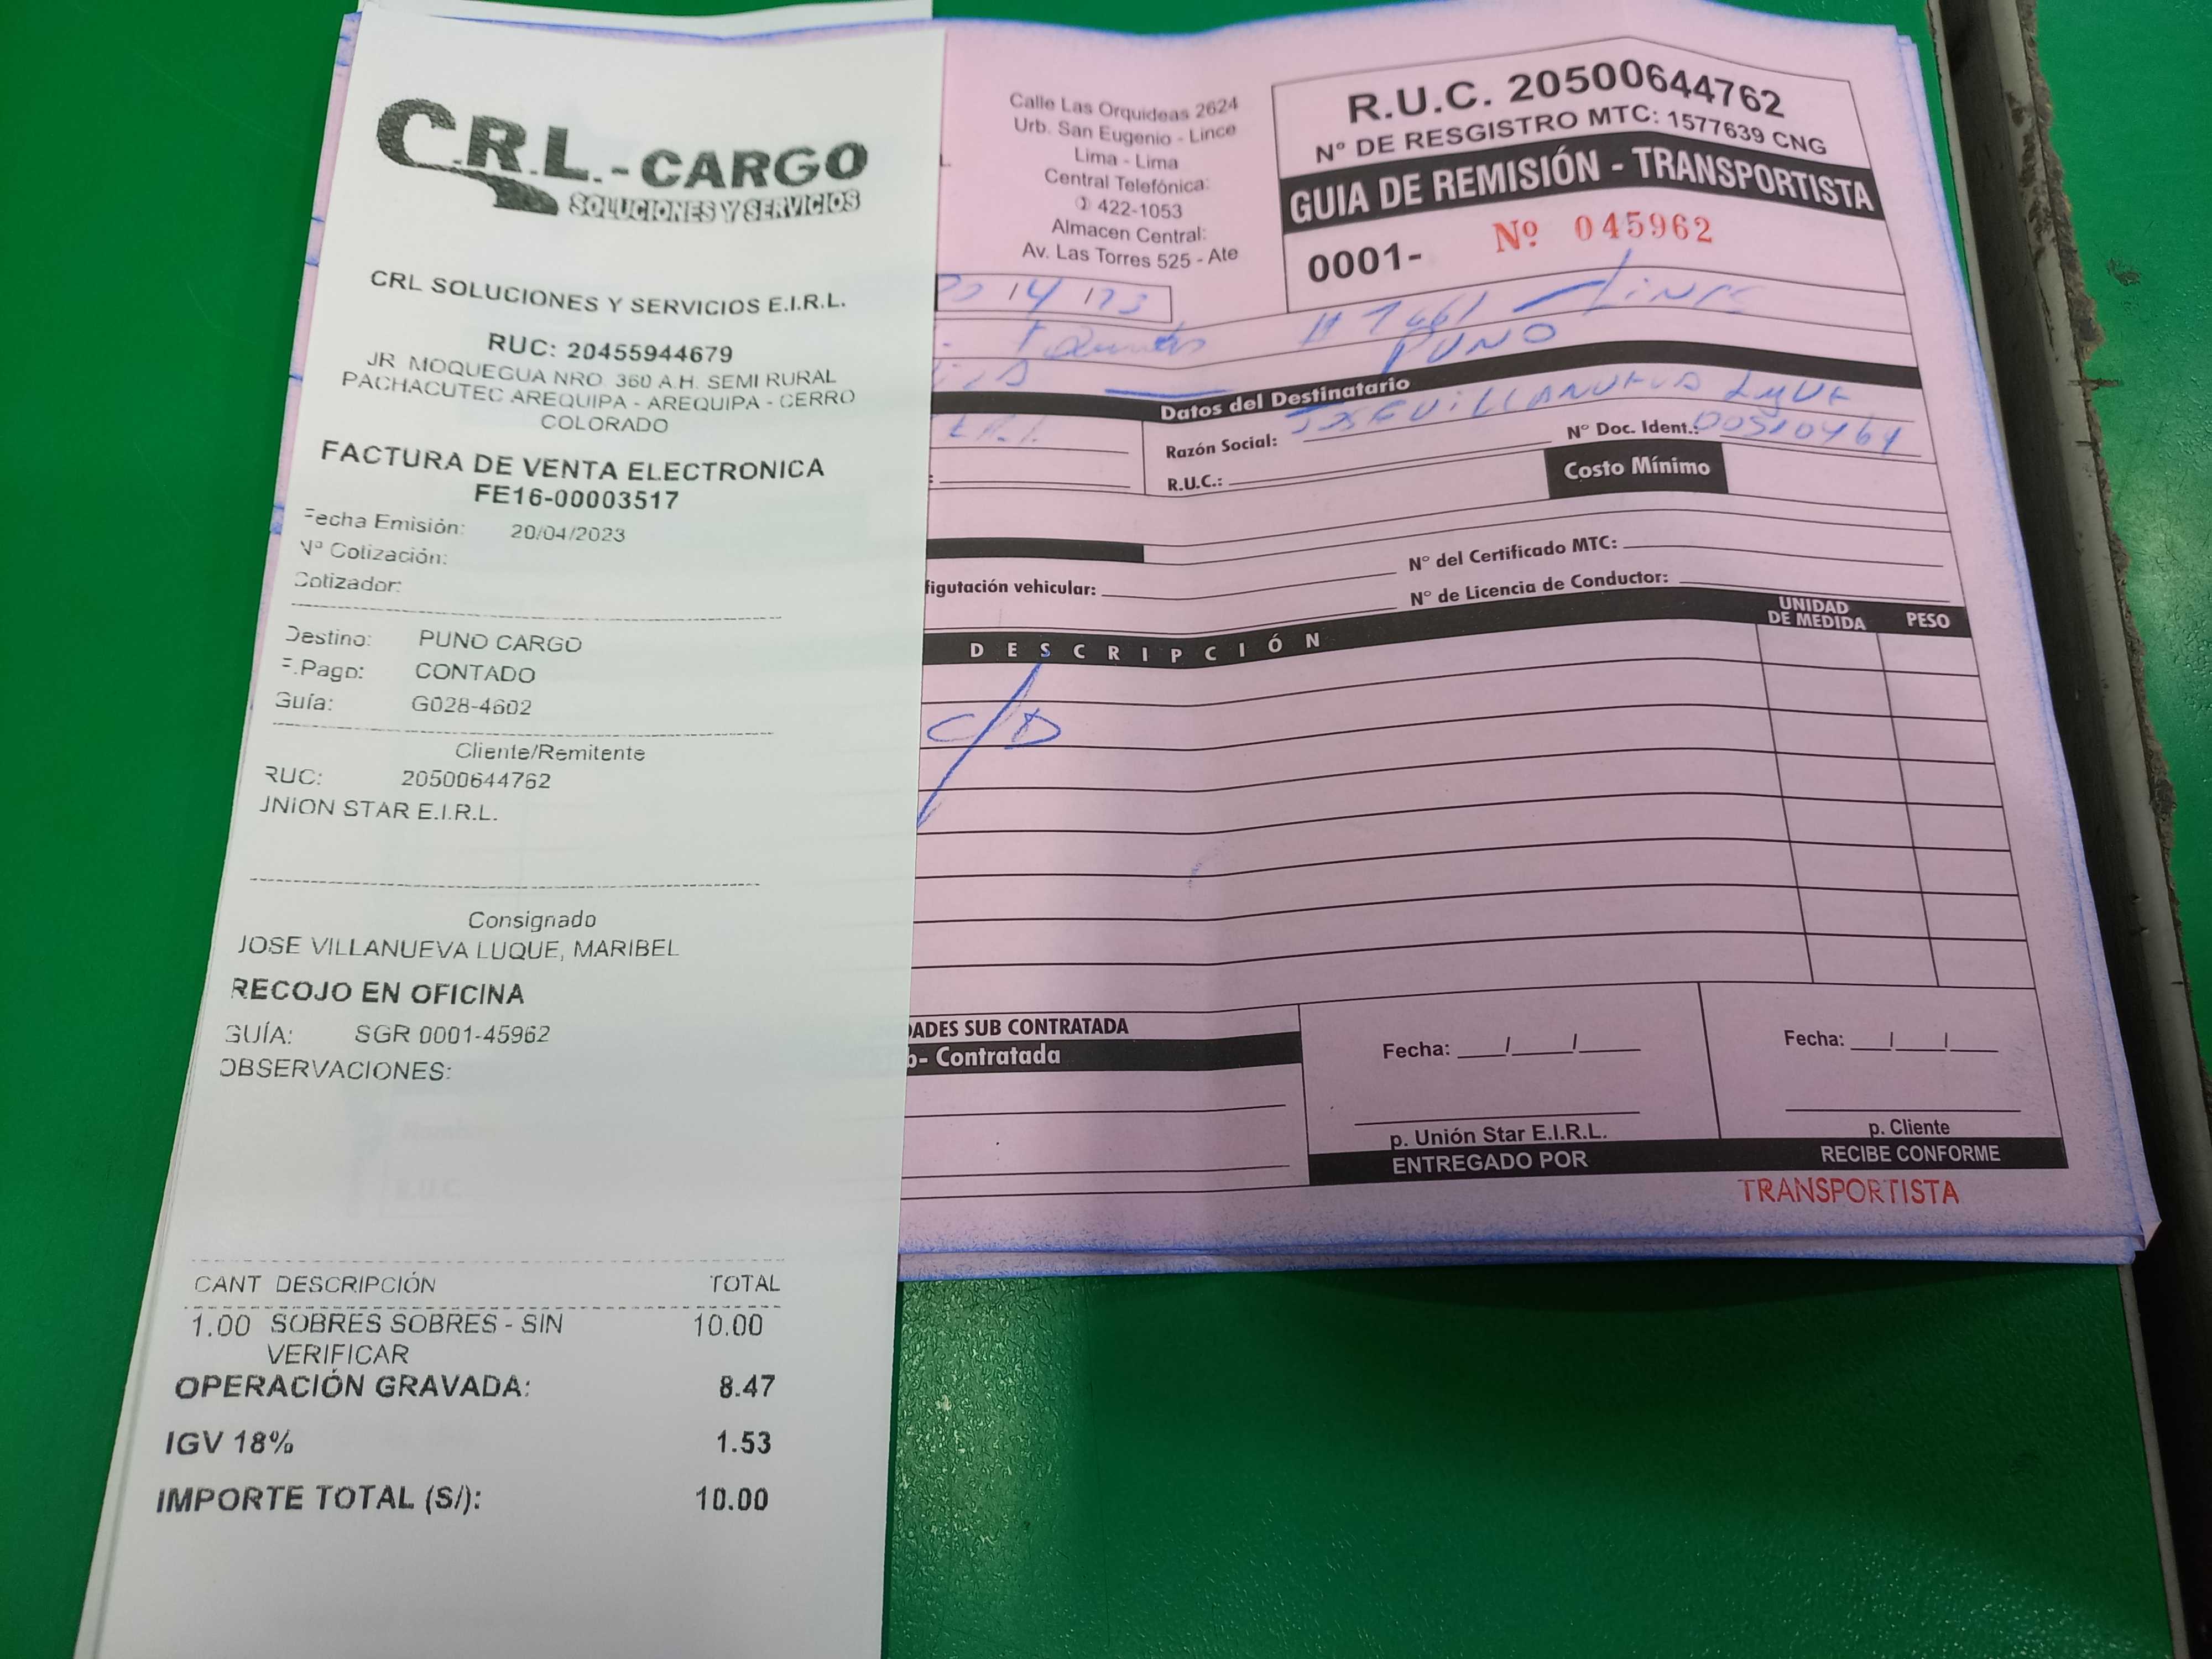 C.R.L.-CARGO
SOLUCIONES Y SERVICIOS
CRL SOLUCIONES Y SERVICIOS E.I.R.L.
RUC: 20455944679
JR. MOQUEGUA NRO. 360 A.H. SEMI RURAL
PACHACUTEC AREQUIPA - AREQUIPA - CERRO
COLORADO
FACTURA DE VENTA ELECTRONICA
FE16-00003517
Fecha Emisión: 20/04/2023
Nº Cotización:
Cotizador:
Destino: PUNO CARGO
F.Pago: CONTADO
Guía: G028-4602
Cliente/Remitente
RUC: 20500644762
UNION STAR E.I.R.L.
Consignado
JOSE VILLANUEVA LUQUE, MARIBEL
RECOJO EN OFICINA
GUÍA: SGR 0001-45962
OBSERVACIONES:
CANT DESCRIPCIÓN TOTAL
1.00 SOBRES SOBRES - SIN 10.00
VERIFICAR
OPERACIÓN GRAVADA: 8.47
IGV 18% 1.53
IMPORTE TOTAL (S/): 10.00
Calle Las Orquideas 2624
Urb. San Eugenio - Lince
Lima - Lima
Central Telefónica:
422-1053
Almacen Central:
Av. Las Torres 525 - Ate
R.U.C. 20500644762
Nº DE RESGISTRO MTC: 1577639 CNG
GUIA DE REMISIÓN - TRANSPORTISTA
0001- Nº 045962
PUNO
Datos del Destinatario
Razón Social: JOSE VILLANUEVA LUQUE
R.U.C.: Nº Doc. Ident.:
Costo Mínimo
Nº del Certificado MTC:
figutación vehicular:
Nº de Licencia de Conductor:
DESCRIPCIÓN UNIDAD DE MEDIDA PESO
C/D
DADES SUB CONTRATADA
b- Contratada
Fecha: / /
p. Unión Star E.I.R.L.
ENTREGADO POR
Fecha: / /
p. Cliente
RECIBE CONFORME
TRANSPORTISTA